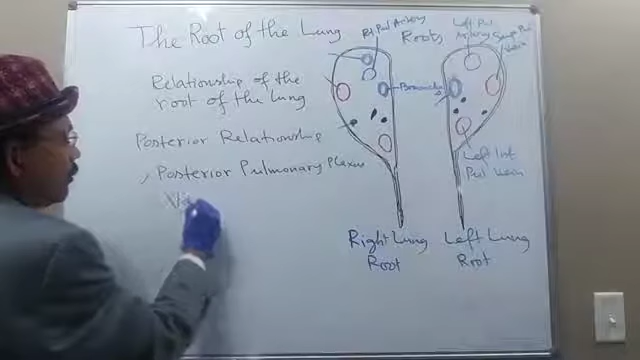 The Root of the Lung
Roots
Relationship of the
root of the lung
Posterior Relationship
Posterior Pulmonary Plexus
Rt Pul Artery
Left Pul
Artery
Bronchi
Left Inf
Pul Vein
Right Lung
Root
Left Lung
Root